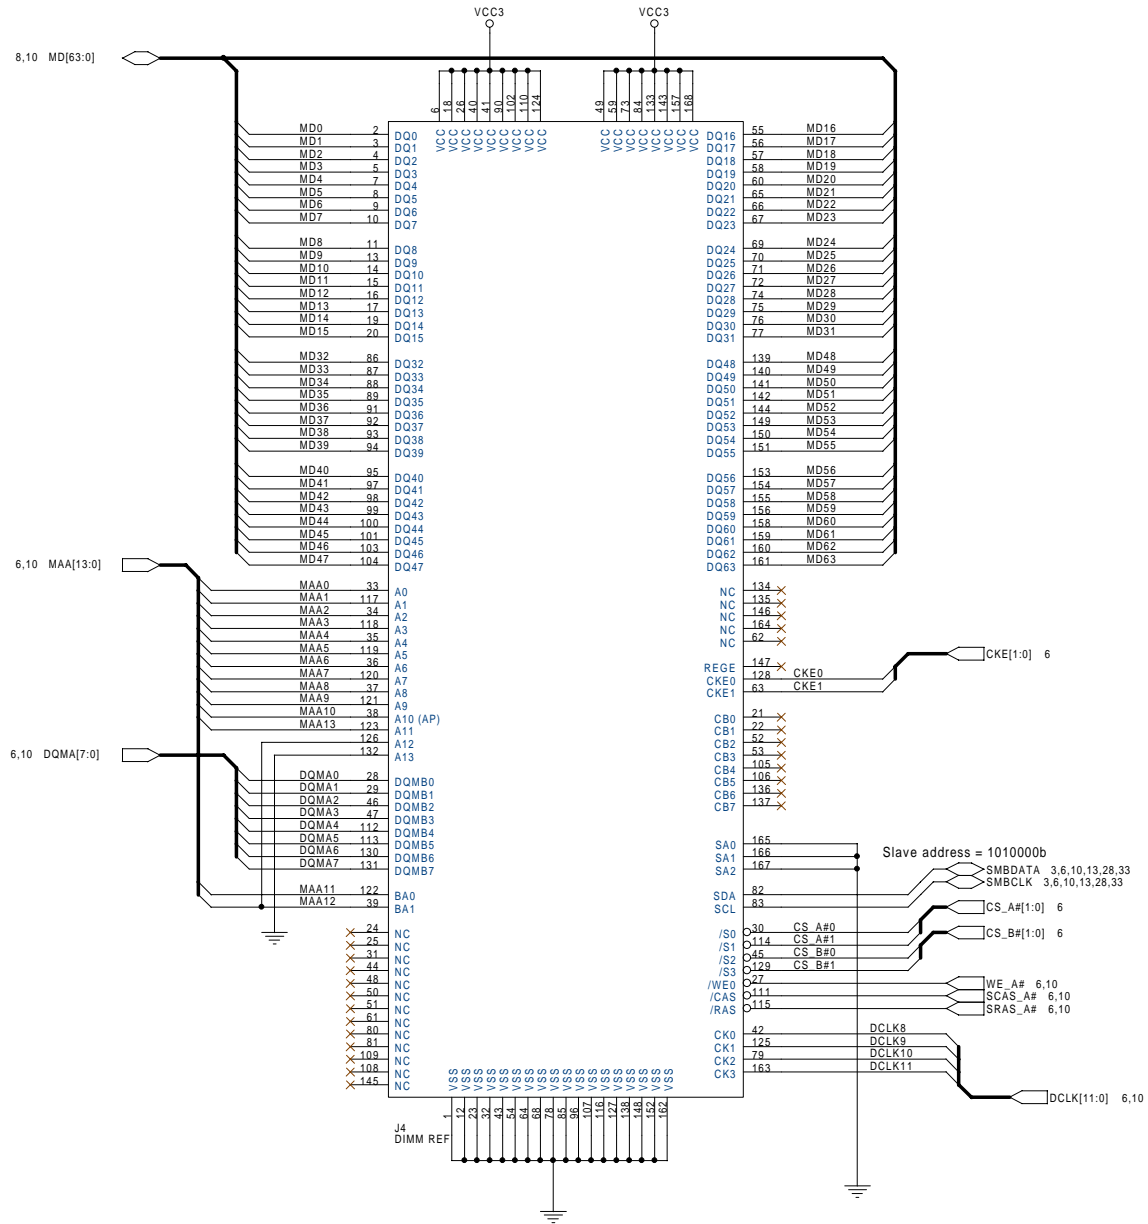 VCC3 VCC3
8,10 MD[63:0]
6 18 26 40 41 90 102 110 124 49 59 73 84 133 143 157 168
VCC VCC VCC VCC VCC VCC VCC VCC VCC VCC VCC VCC VCC VCC VCC VCC VCC
MD0 2 DQ0 DQ16 55 MD16
MD1 3 DQ1 DQ17 56 MD17
MD2 4 DQ2 DQ18 57 MD18
MD3 5 DQ3 DQ19 58 MD19
MD4 7 DQ4 DQ20 60 MD20
MD5 8 DQ5 DQ21 65 MD21
MD6 9 DQ6 DQ22 66 MD22
MD7 10 DQ7 DQ23 67 MD23
MD8 11 DQ8 DQ24 69 MD24
MD9 13 DQ9 DQ25 70 MD25
MD10 14 DQ10 DQ26 71 MD26
MD11 15 DQ11 DQ27 72 MD27
MD12 16 DQ12 DQ28 74 MD28
MD13 17 DQ13 DQ29 75 MD29
MD14 19 DQ14 DQ30 76 MD30
MD15 20 DQ15 DQ31 77 MD31
MD32 86 DQ32 DQ48 139 MD48
MD33 87 DQ33 DQ49 140 MD49
MD34 88 DQ34 DQ50 141 MD50
MD35 89 DQ35 DQ51 142 MD51
MD36 91 DQ36 DQ52 144 MD52
MD37 92 DQ37 DQ53 149 MD53
MD38 93 DQ38 DQ54 150 MD54
MD39 94 DQ39 DQ55 151 MD55
MD40 95 DQ40 DQ56 153 MD56
MD41 97 DQ41 DQ57 154 MD57
MD42 98 DQ42 DQ58 155 MD58
MD43 99 DQ43 DQ59 156 MD59
MD44 100 DQ44 DQ60 158 MD60
MD45 101 DQ45 DQ61 159 MD61
MD46 103 DQ46 DQ62 160 MD62
MD47 104 DQ47 DQ63 161 MD63
6,10 MAA[13:0]
MAA0 33 A0 NC 134
MAA1 117 A1 NC 135
MAA2 34 A2 NC 146
MAA3 118 A3 NC 164
MAA4 35 A4 NC 62
MAA5 119 A5
MAA6 36 A6 REGE 147
MAA7 120 A7 CKE0 128 CKE0
MAA8 37 A8 CKE1 63 CKE1
CKE[1:0] 6
MAA9 121 A9
MAA10 38 A10 (AP) CB0 21
MAA13 123 A11 CB1 22
126 A12 CB2 52
132 A13 CB3 53
6,10 DQMA[7:0]
CB4 105
DQMA0 28 DQMB0 CB5 106
DQMA1 29 DQMB1 CB6 136
DQMA2 46 DQMB2 CB7 137
DQMA3 47 DQMB3
DQMA4 112 DQMB4
DQMA5 113 DQMB5 SA0 165
DQMA6 130 DQMB6 SA1 166
DQMA7 131 DQMB7 SA2 167
Slave address = 1010000b
MAA11 122 BA0 SDA 82 SMBDATA 3,6,10,13,28,33
MAA12 39 BA1 SCL 83 SMBCLK 3,6,10,13,28,33
CS_A#[1:0] 6
24 NC /S0 30 CS_A#0
25 NC /S1 114 CS_A#1
CS_B#[1:0] 6
31 NC /S2 45 CS_B#0
44 NC /S3 129 CS_B#1
48 NC /WE0 27 WE_A# 6,10
50 NC /CAS 111 SCAS_A# 6,10
51 NC /RAS 115 SRAS_A# 6,10
61 NC
80 NC CK0 42 DCLK8
81 NC CK1 125 DCLK9
109 NC CK2 79 DCLK10
108 NC CK3 163 DCLK11
145 NC
DCLK[11:0] 6,10
VSS VSS VSS VSS VSS VSS VSS VSS VSS VSS VSS VSS VSS VSS VSS VSS VSS VSS
1 12 23 32 43 54 64 68 78 85 96 107 116 127 138 148 152 162
J4
DIMM REF